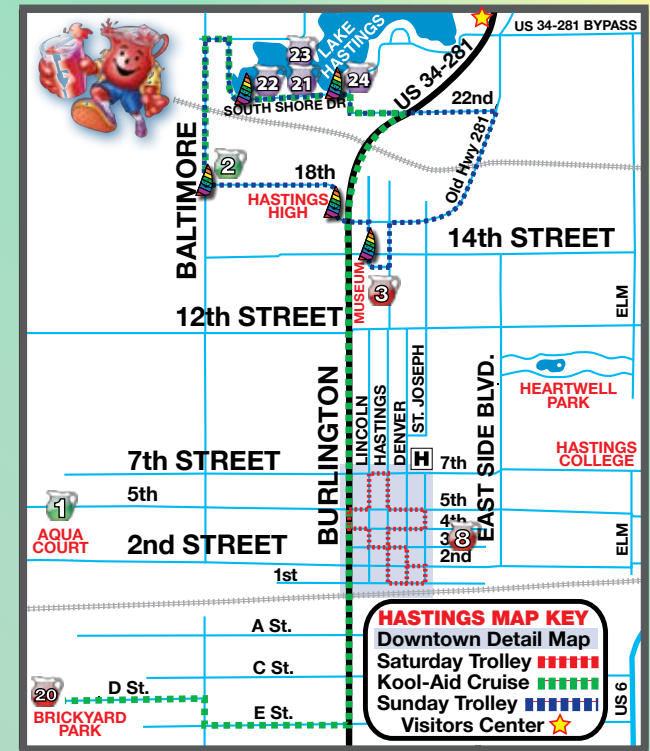 US 34-281 BYPASS
LAKE
HASTINGS
23
22
21
24
SOUTH SHORE DR
US 34-281
22nd
Old Hwy 281
BALTIMORE
2
18th
HASTINGS
HIGH
14th STREET
MUSEUM
3
12th STREET
ELM
BURLINGTON
LINCOLN
HASTINGS
DENVER
ST. JOSEPH
EAST SIDE BLVD.
HEARTWELL
PARK
HASTINGS
COLLEGE
H
7th STREET
7th
5th
5th
1
AQUA
COURT
4th
3
8
2nd STREET
2nd
ELM
1st
A St.
C St.
D St.
E St.
20
BRICKYARD
PARK
US 6
HASTINGS MAP KEY
Downtown Detail Map
Saturday Trolley
Kool-Aid Cruise
Sunday Trolley
Visitors Center